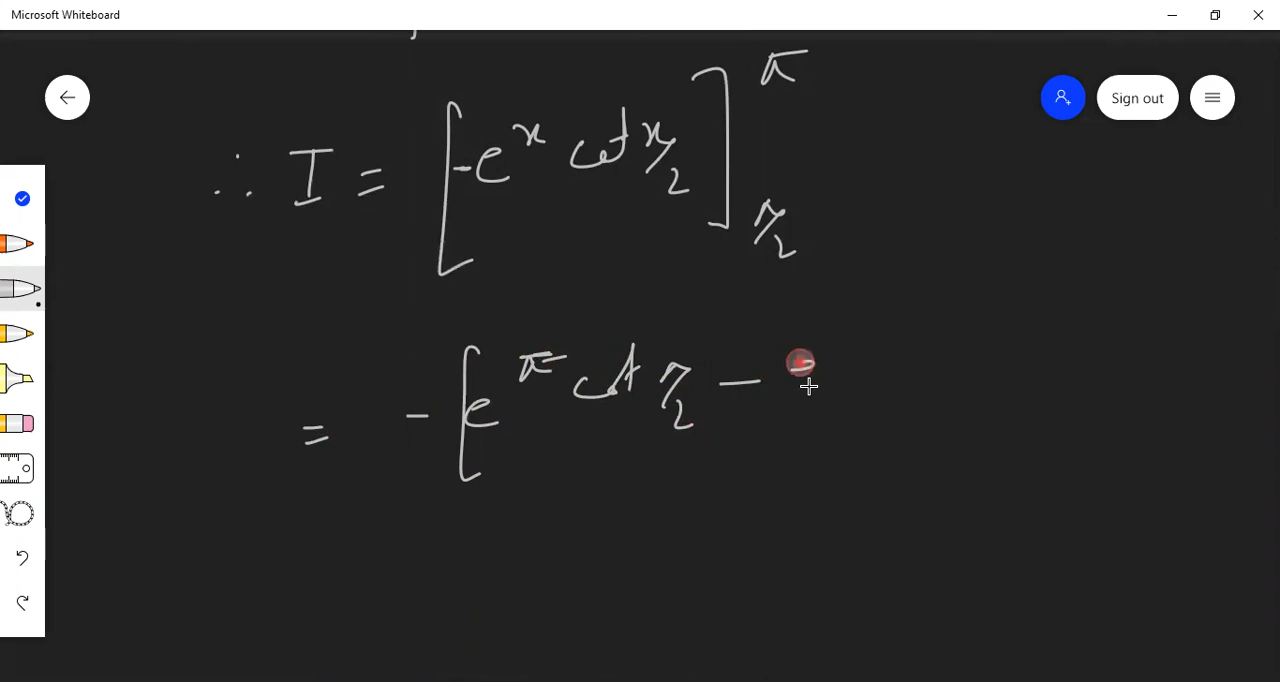 Microsoft Whiteboard
Sign out
∴ I = [-e^x cot x/2]_{π/2}^{π}
= - [e^π cot π/2 -